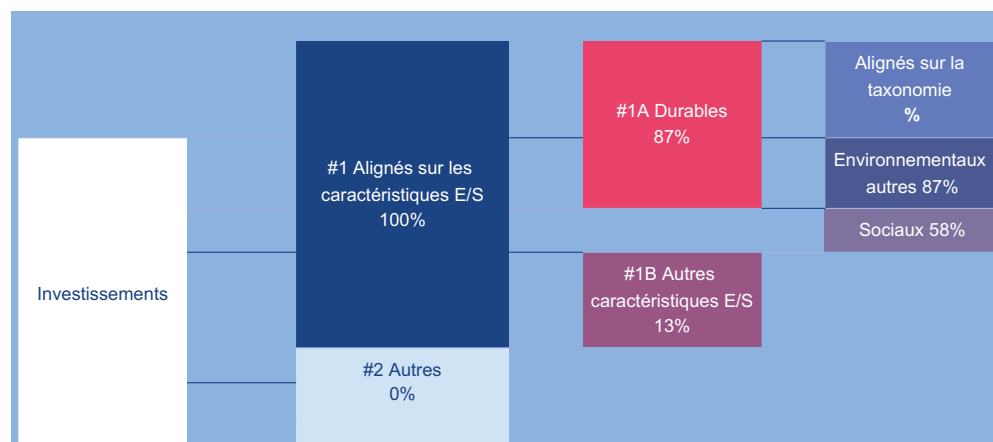 Investissements
#1 Alignés sur les
caractéristiques E/S
100%
#2 Autres
0%
#1A Durables
87%
#1B Autres
caractéristiques E/S
13%
Alignés sur la
taxonomie
%
Environnementaux
autres 87%
Sociaux 58%